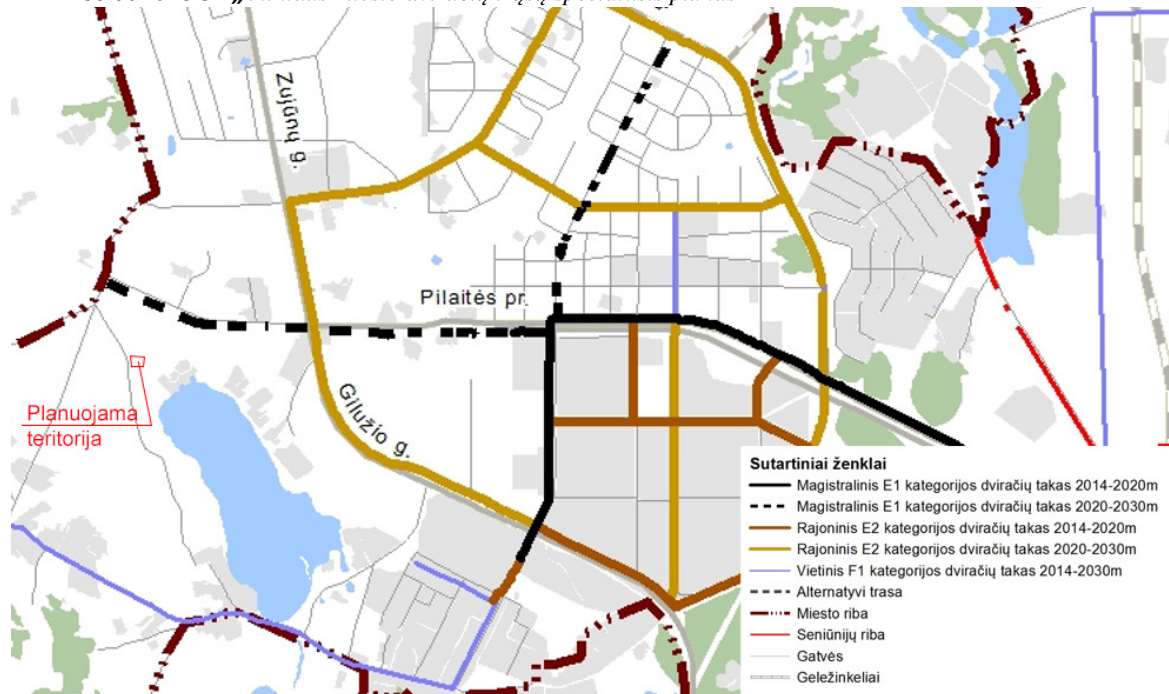 Žujūnų g.
Pilaitės pr.
Gilužio g.
Planuojama
teritorija
Sutartiniai ženklai
Magistralinis E1 kategorijos dviračių takas 2014-2020m
Magistralinis E1 kategorijos dviračių takas 2020-2030m
Rajoninis E2 kategorijos dviračių takas 2014-2020m
Rajoninis E2 kategorijos dviračių takas 2020-2030m
Vietinis F1 kategorijos dviračių takas 2014-2030m
Alternatyvi trasa
Miesto riba
Seniūnijų riba
Gatvės
Geležinkeliai